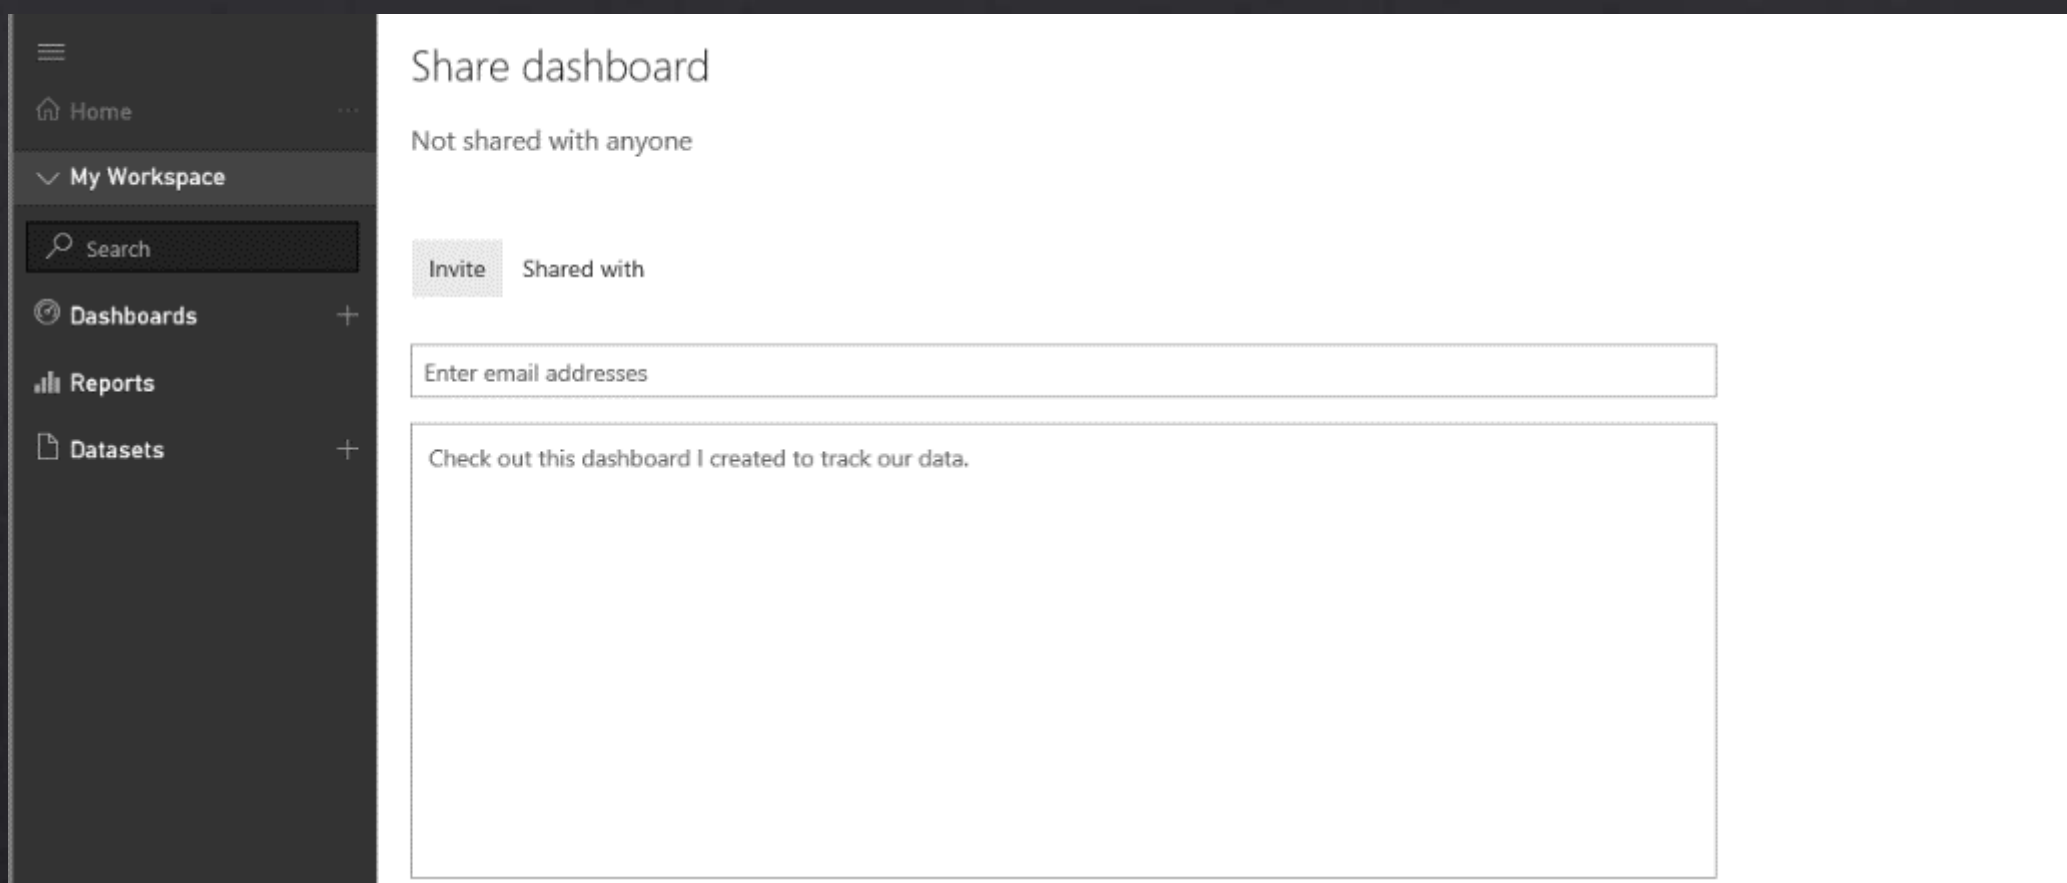 Home
My Workspace
Search
Dashboards
Reports
Datasets
Share dashboard
Not shared with anyone
Invite Shared with
Enter email addresses
Check out this dashboard I created to track our data.